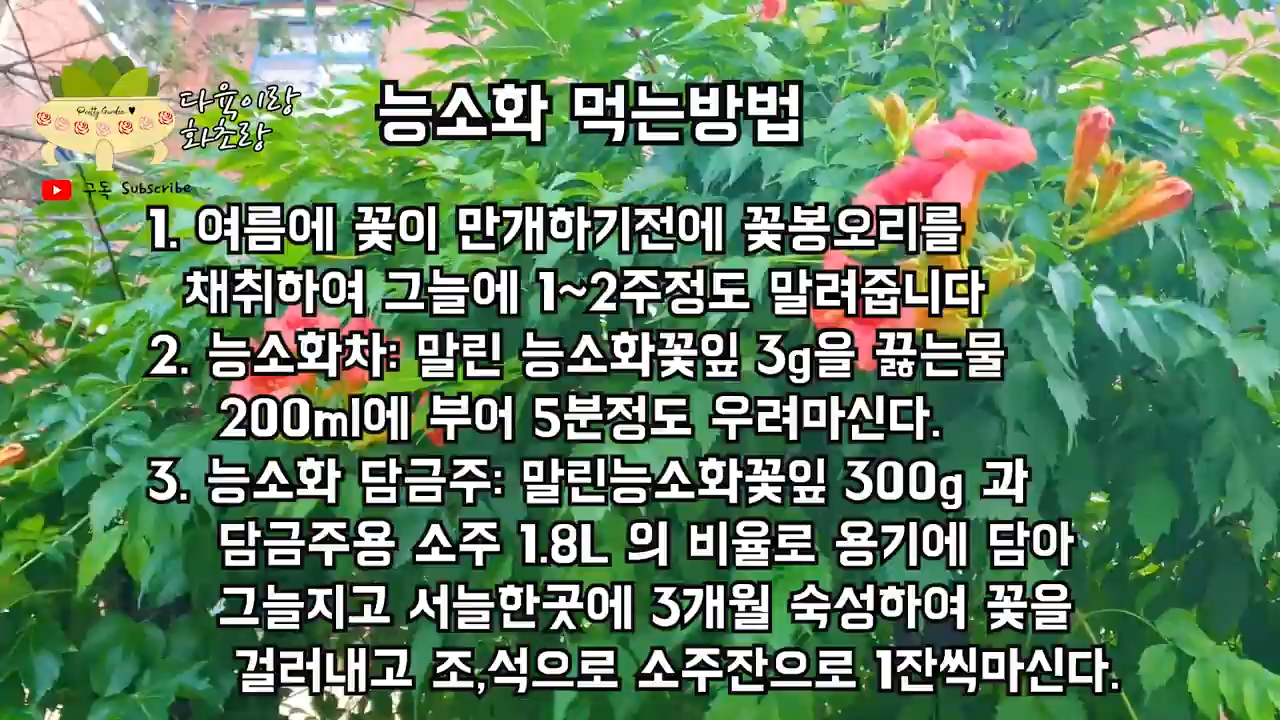 Pretty Garden ♥
다육이랑
화초랑
구독 Subscribe
능소화 먹는방법
1. 여름에 꽃이 만개하기전에 꽃봉오리를
채취하여 그늘에 1~2주정도 말려줍니다
2. 능소화차: 말린 능소화꽃잎 3g을 끓는물
200ml에 부어 5분정도 우려마신다.
3. 능소화 담금주: 말린능소화꽃잎 300g 과
담금주용 소주 1.8L 의 비율로 용기에 담아
그늘지고 서늘한곳에 3개월 숙성하여 꽃을
걸러내고 조,석으로 소주잔으로 1잔씩마신다.